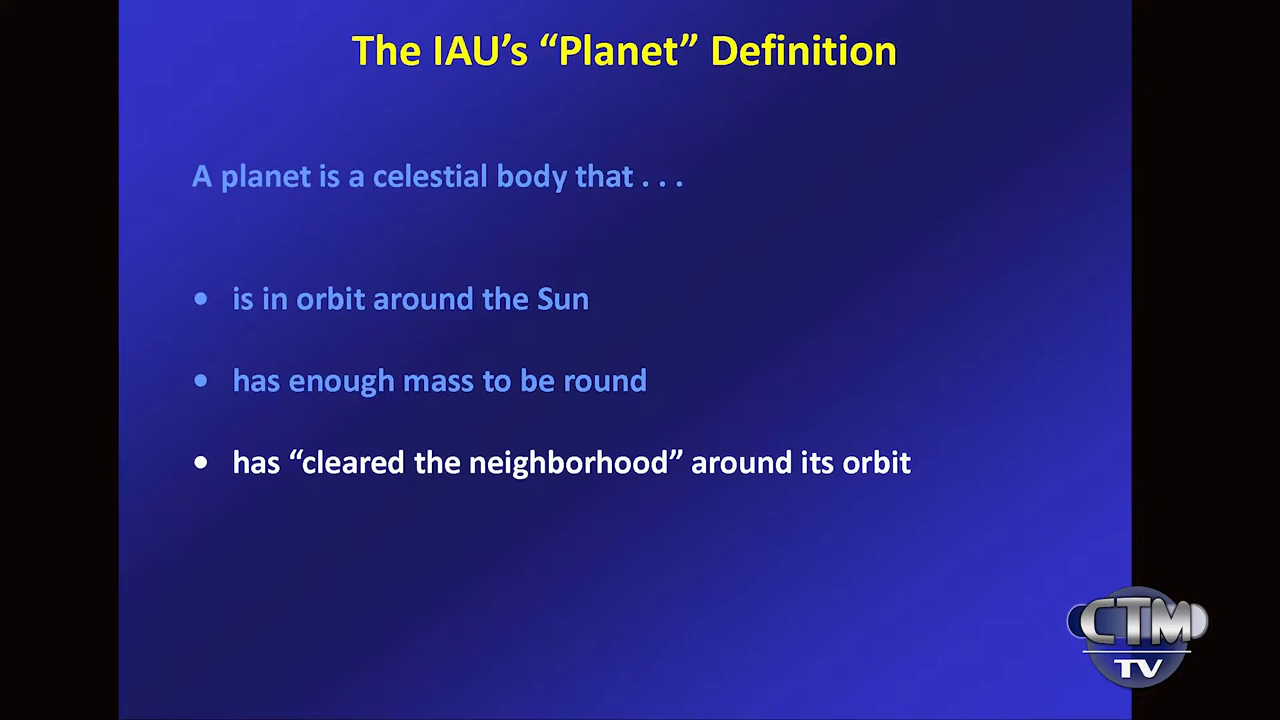 The IAU’s “Planet” Definition
A planet is a celestial body that . . .
• is in orbit around the Sun
• has enough mass to be round
• has “cleared the neighborhood” around its orbit
CTM
TV